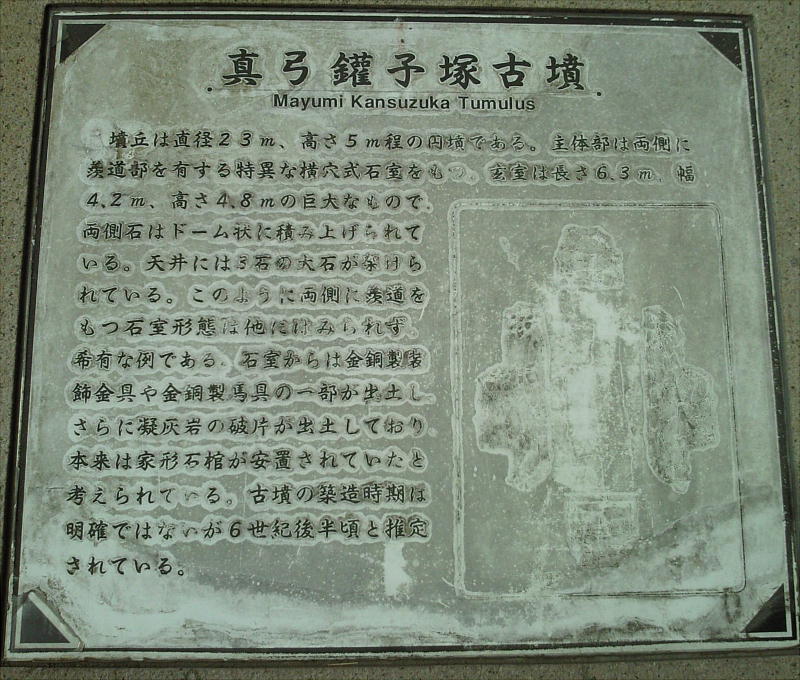 真弓鑵子塚古墳
Mayumi Kansuzuka Tumulus
墳丘は直径23m、高さ5m程の円墳である。主体部は両側に
羨道部を有する特異な横穴式石室をもつ。玄室は長さ6.3m、幅
4.2m、高さ4.8mの巨大なもので、
両側石はドーム状に積み上げられて
いる。天井には3石の大石が架けら
れている。このように両側に羨道を
もつ石室形態は他にはみられず、
希有な例である。石室からは金銅製装
飾金具や金銅製馬具の一部が出土し
さらに凝灰岩の破片が出土しており
本来は家形石棺が安置されていたと
考えられている。古墳の築造時期は
明確ではないが6世紀後半頃と推定
されている。